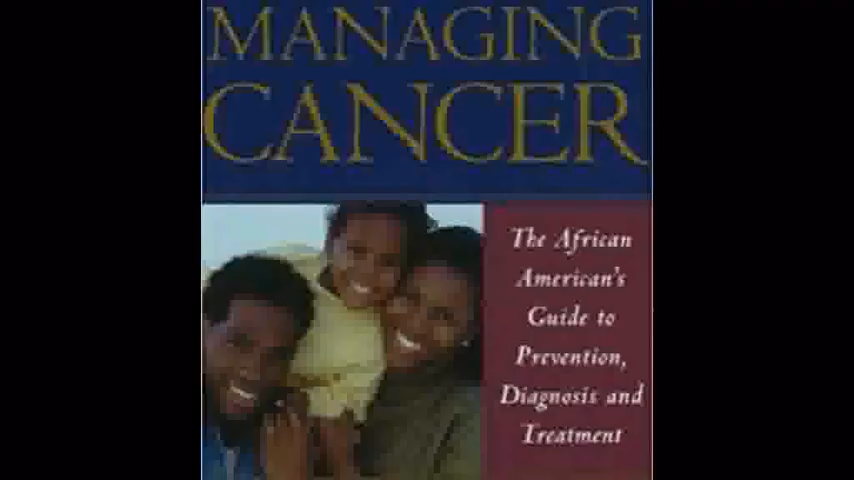 MANAGING
CANCER
The African
American's
Guide to
Prevention,
Diagnosis and
Treatment